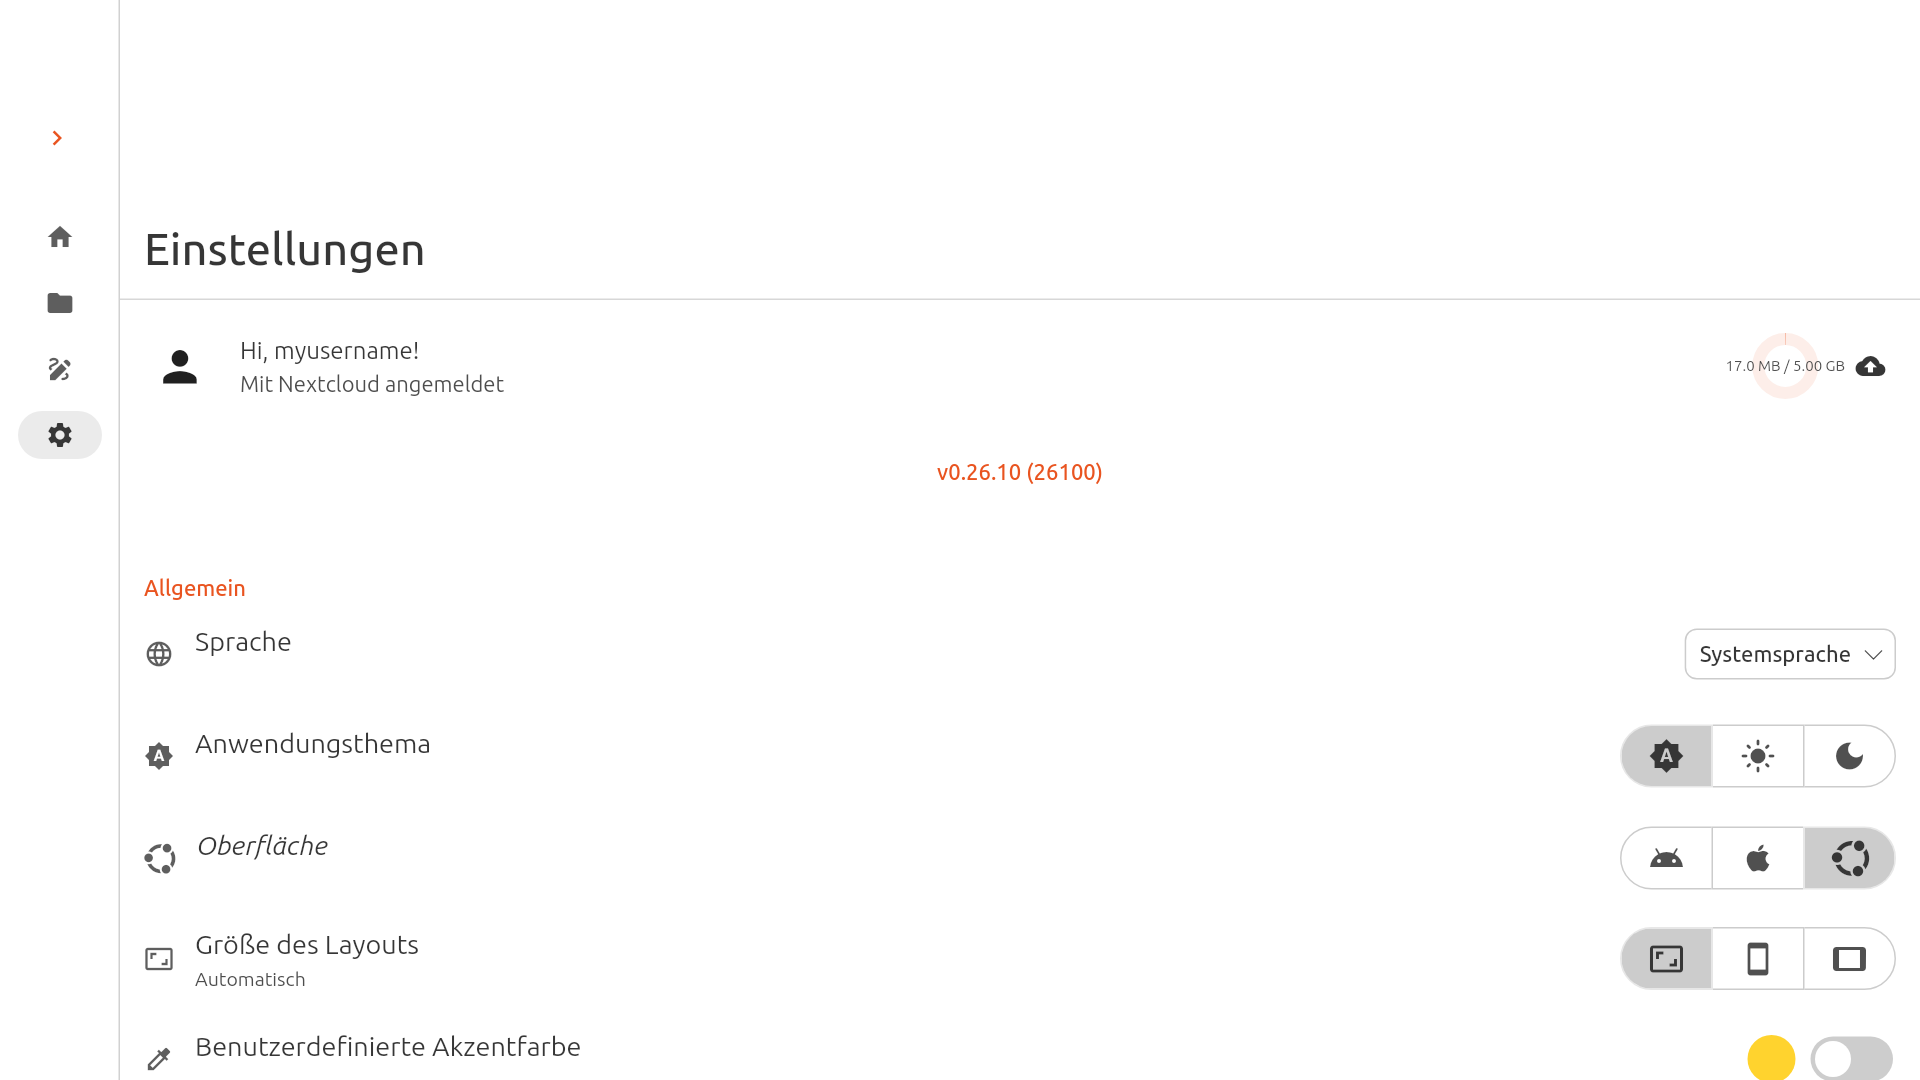 Einstellungen
Hi, myusername!
Mit Nextcloud angemeldet
17.0 MB / 5.00 GB
v0.26.10 (26100)
Allgemein
Sprache
Systemsprache
Anwendungsthema
A
A
Oberfläche
Größe des Layouts
Automatisch
Benutzerdefinierte Akzentfarbe